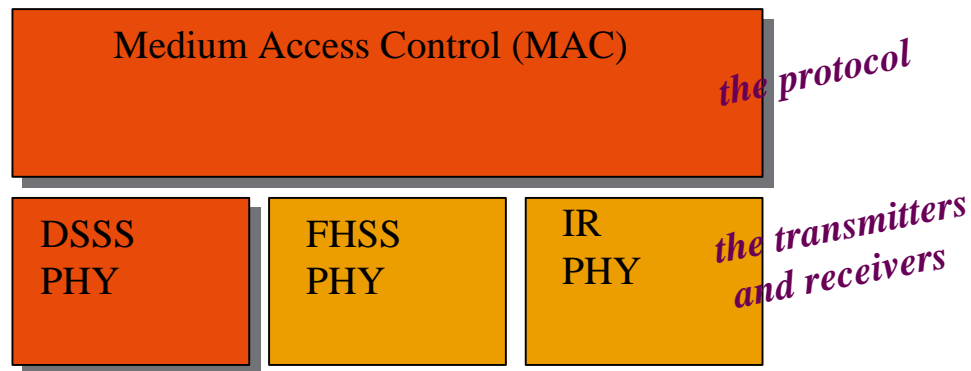 Medium Access Control (MAC)
the protocol
DSSS
PHY
FHSS
PHY
IR
PHY
the transmitters
and receivers